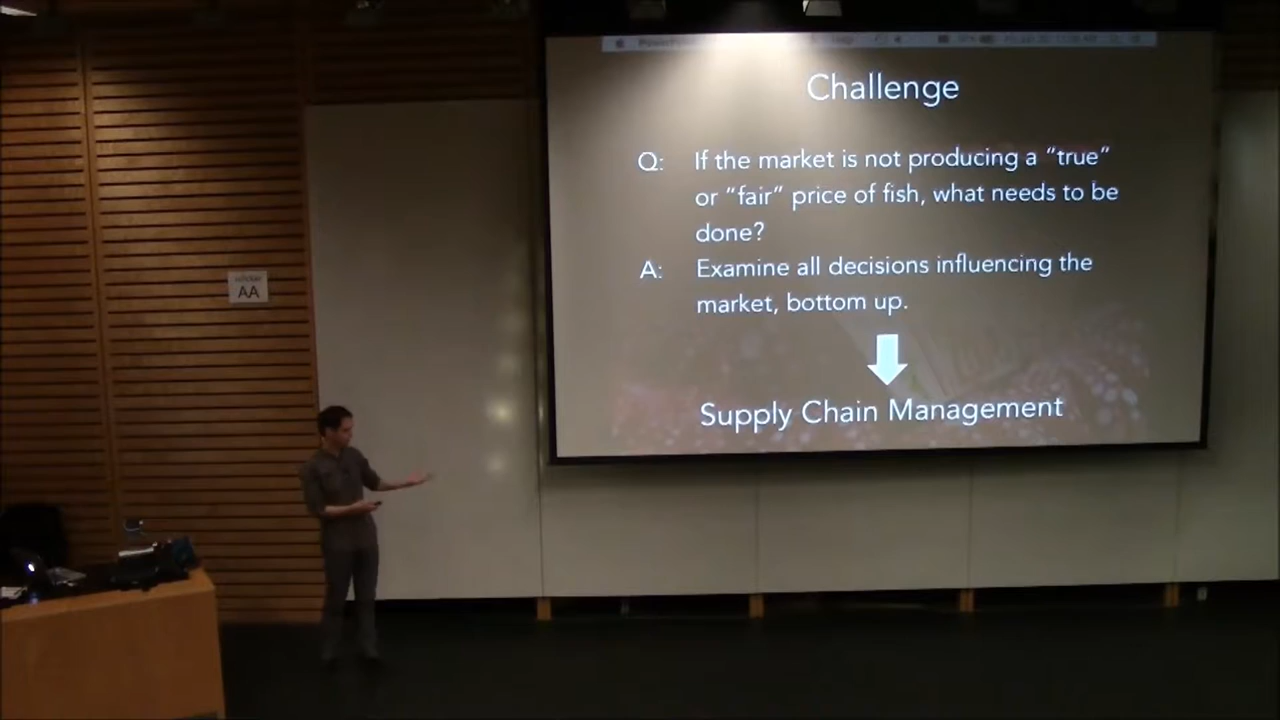 PowerPoint
Challenge
Q: If the market is not producing a “true”
or “fair” price of fish, what needs to be
done?
A: Examine all decisions influencing the
market, bottom up.
Supply Chain Management
AA